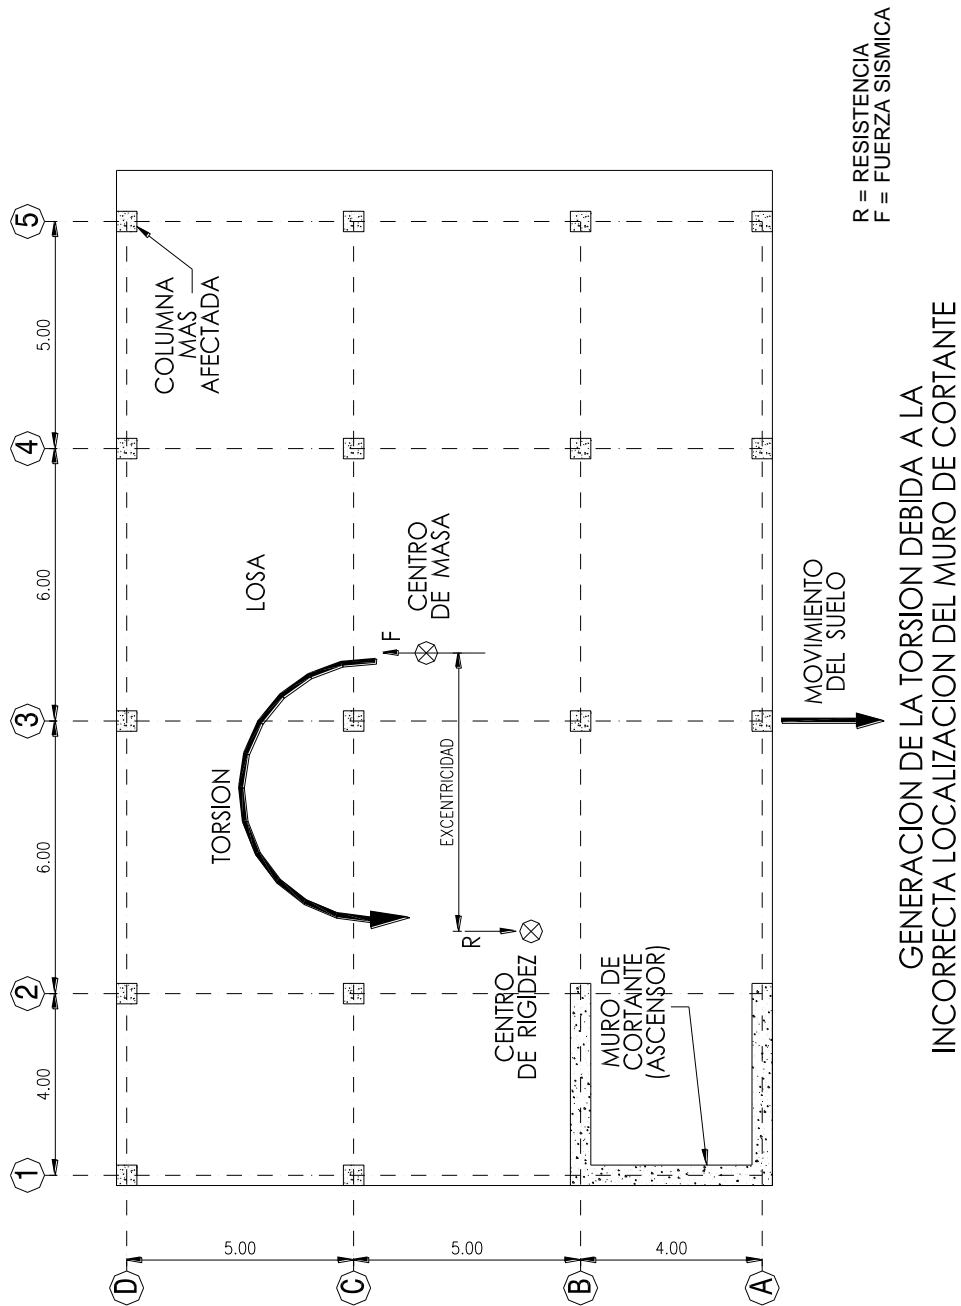 1
2
3
4
5
4.00
6.00
6.00
5.00
D
C
B
A
5.00
5.00
4.00
COLUMNA
MAS
AFECTADA
LOSA
TORSION
F
CENTRO
DE MASA
EXCENTRICIDAD
R
CENTRO
DE RIGIDEZ
MURO DE
CORTANTE
(ASCENSOR)
MOVIMIENTO
DEL SUELO
R = RESISTENCIA
F = FUERZA SISMICA
GENERACION DE LA TORSION DEBIDA A LA
INCORRECTA LOCALIZACION DEL MURO DE CORTANTE